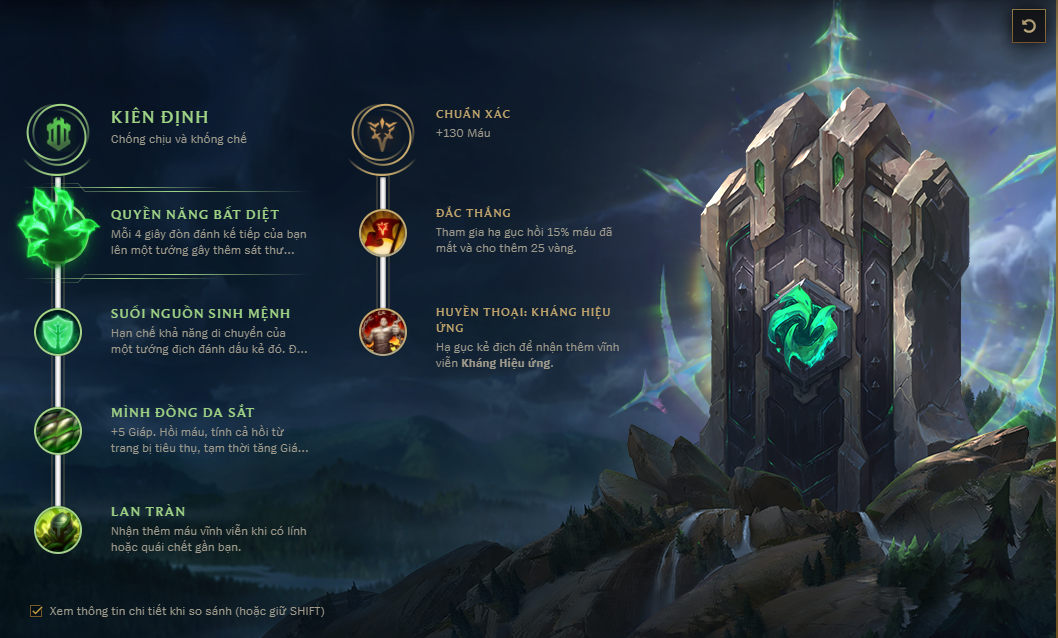 KIÊN ĐỊNH
Chống chịu và khống chế
QUYỀN NĂNG BẤT DIỆT
Mỗi 4 giây đòn đánh kế tiếp của bạn
lên một tướng gây thêm sát thư...
SUỐI NGUỒN SINH MỆNH
Hạn chế khả năng di chuyển của
một tướng địch đánh dấu kẻ đó. Đ...
MÌNH ĐỒNG DA SẮT
+5 Giáp. Hồi máu, tính cả hồi từ
trang bị tiêu thụ, tạm thời tăng Giá...
LAN TRÀN
Nhận thêm máu vĩnh viễn khi có lính
hoặc quái chết gần bạn.
CHUẨN XÁC
+130 Máu
ĐẮC THẮNG
Tham gia hạ gục hồi 15% máu đã
mất và cho thêm 25 vàng.
HUYỀN THOẠI: KHÁNG HIỆU
ỨNG
Hạ gục kẻ địch để nhận thêm vĩnh
viễn Kháng Hiệu ứng.
Xem thông tin chi tiết khi so sánh (hoặc giữ SHIFT)